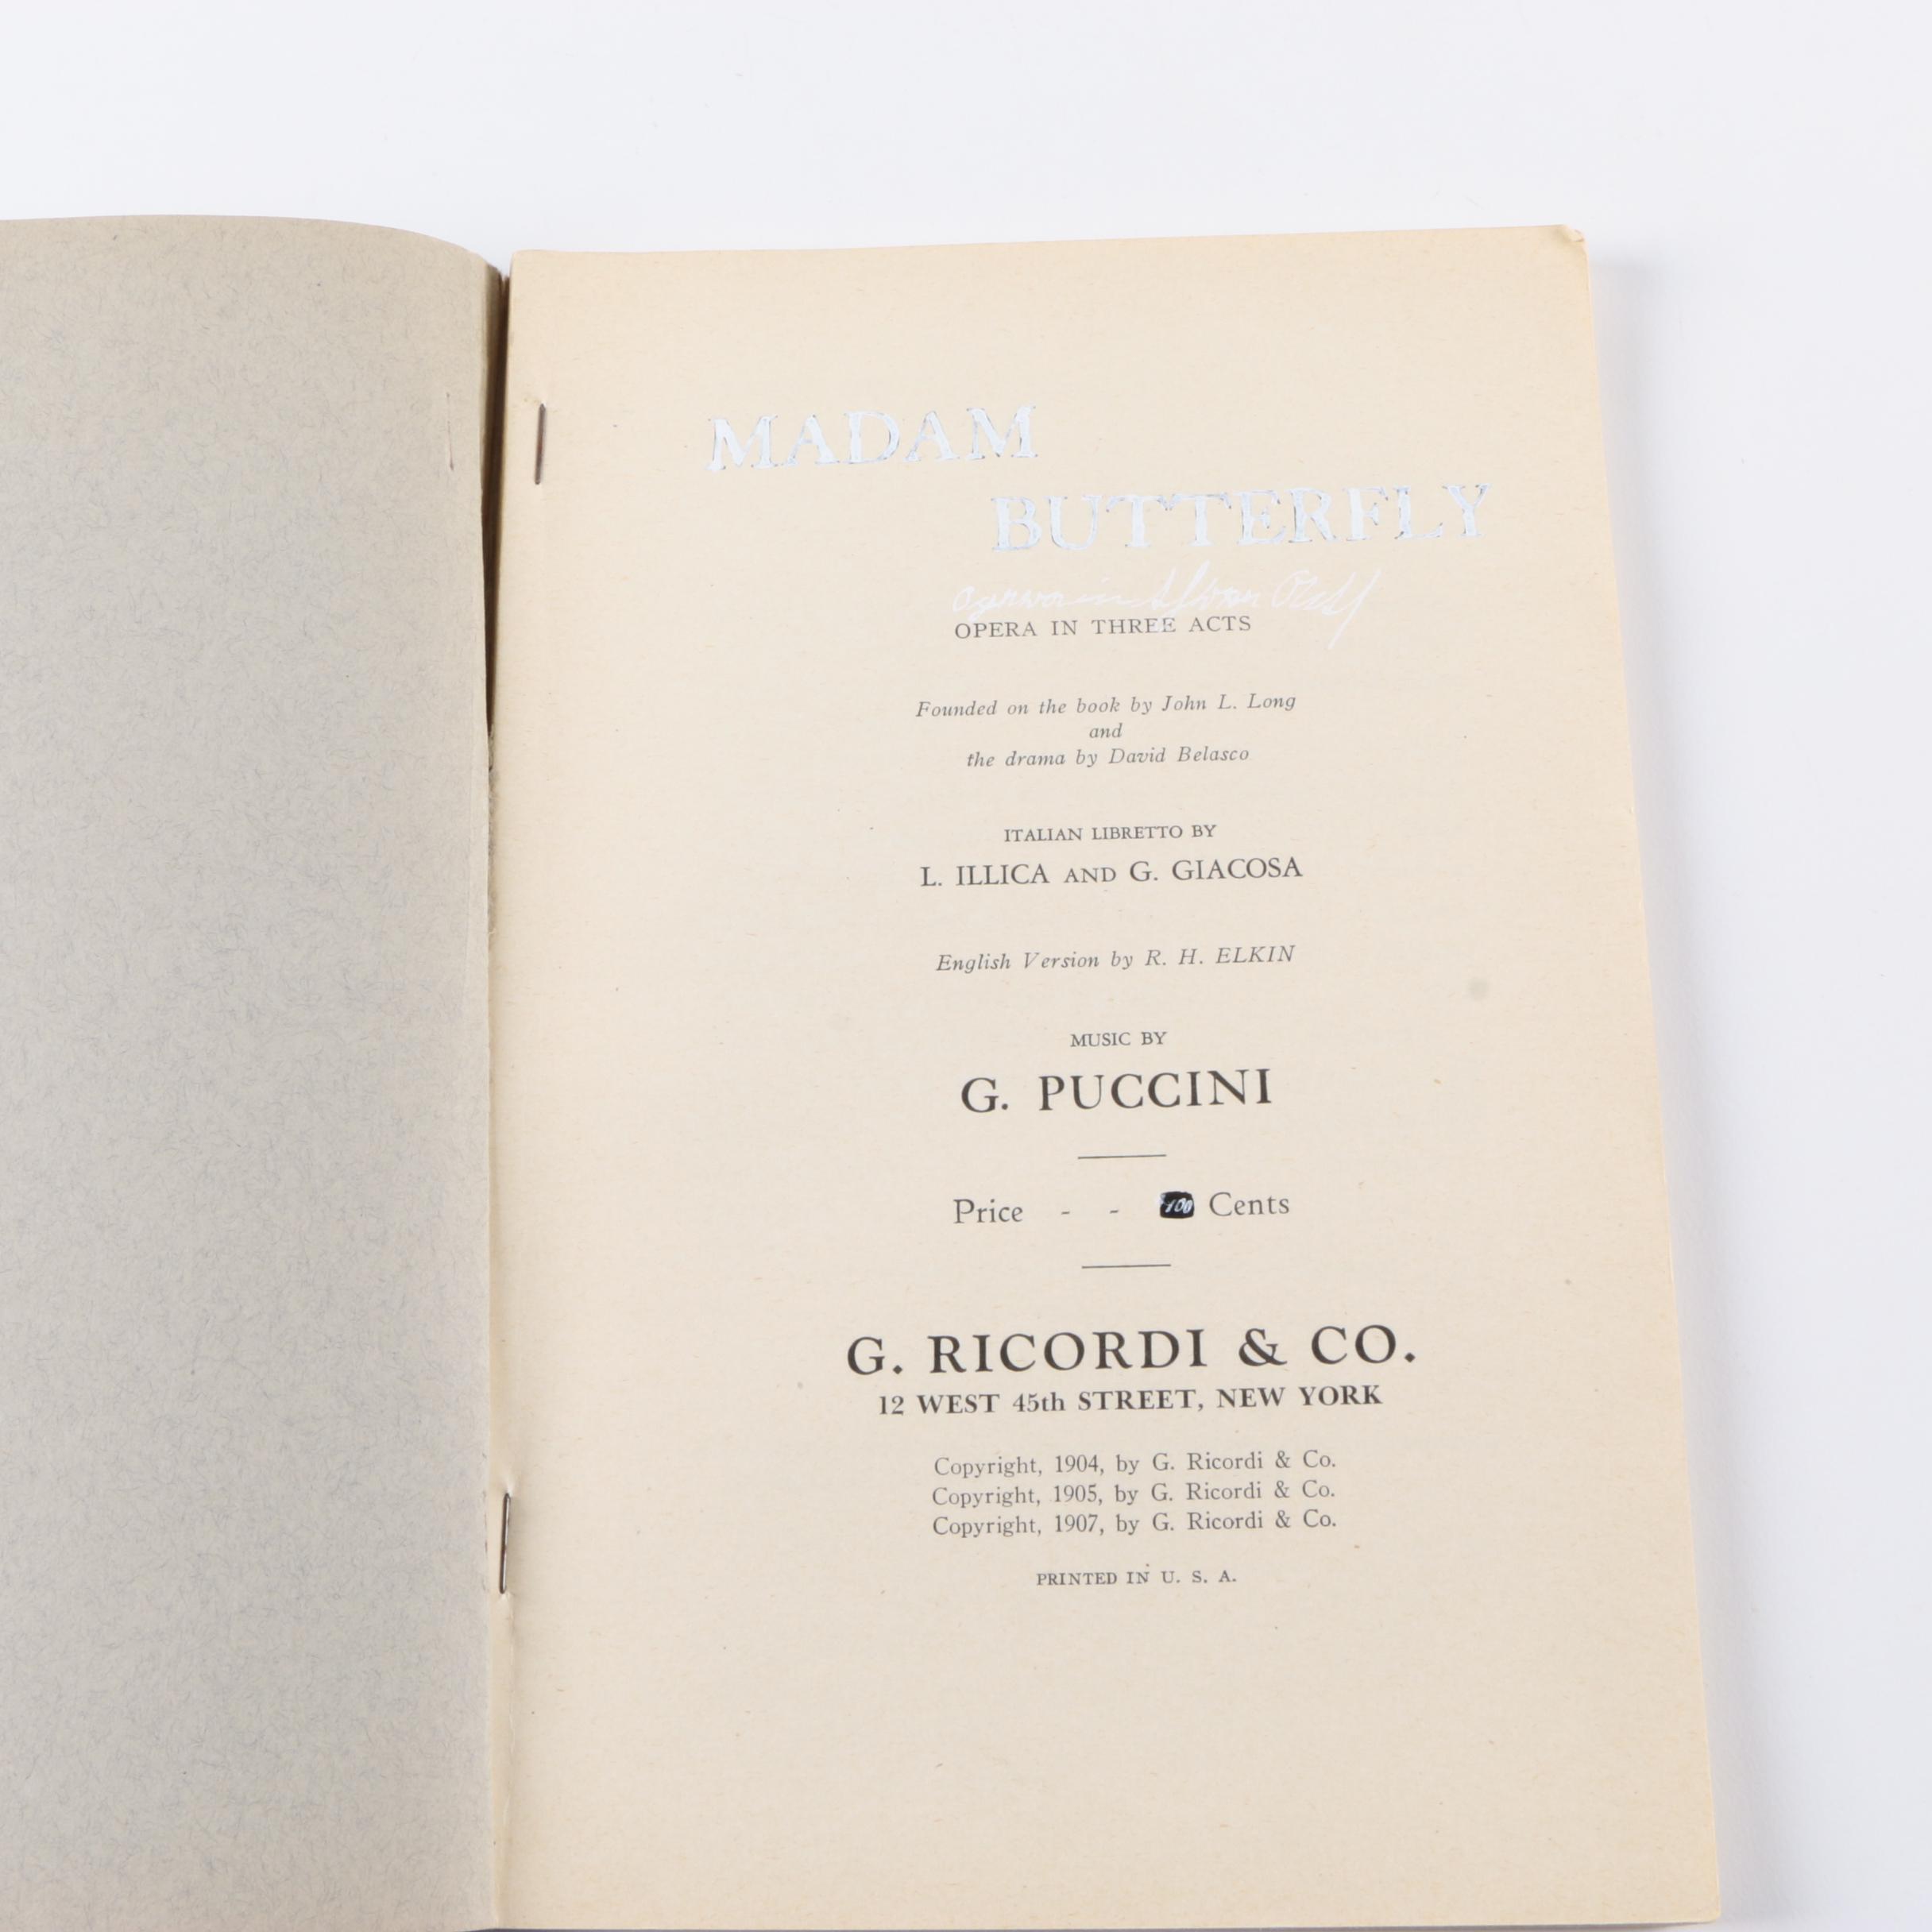 MADAM
BUTTERFLY
OPERA IN THREE ACTS
Founded on the book by John L. Long
and
the drama by David Belasco
ITALIAN LIBRETTO BY
L. ILLICA AND G. GIACOSA
English Version by R. H. ELKIN
MUSIC BY
G. PUCCINI
Price - - 100 Cents
G. RICORDI & CO.
12 WEST 45th STREET, NEW YORK
Copyright, 1904, by G. Ricordi & Co.
Copyright, 1905, by G. Ricordi & Co.
Copyright, 1907, by G. Ricordi & Co.
PRINTED IN U. S. A.